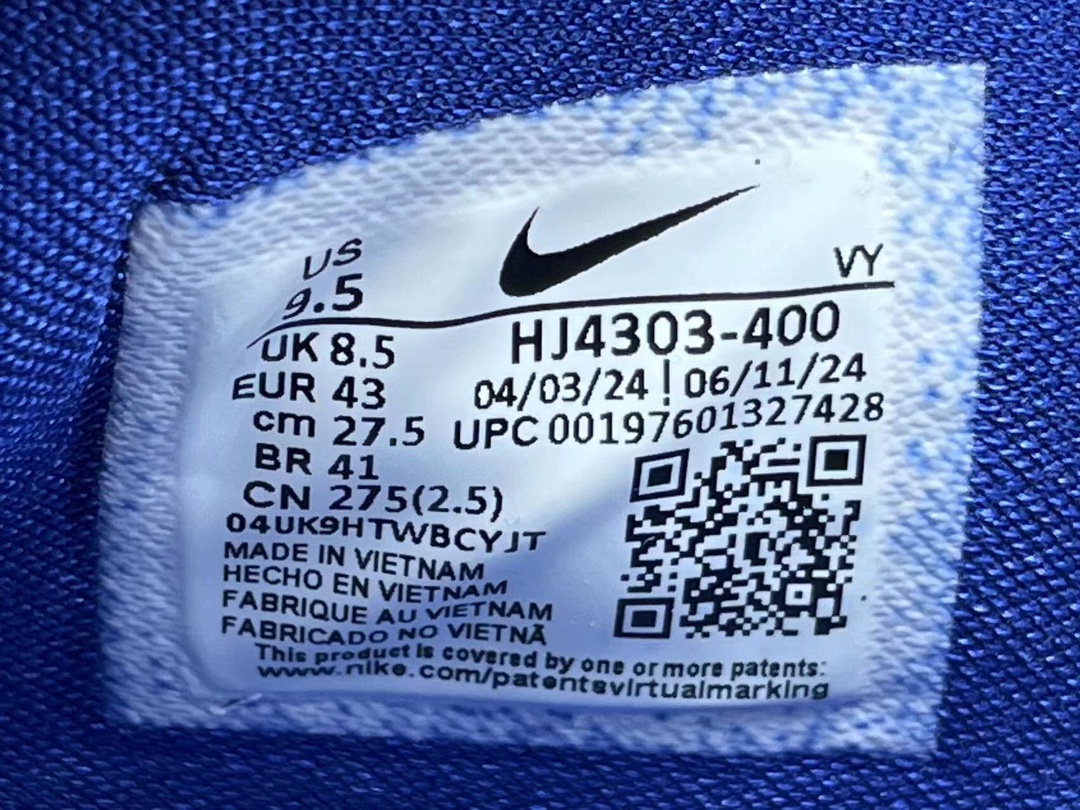 US
9.5
VY
UK 8.5
HJ4303-400
EUR 43
04/03/24 | 06/11/24
cm 27.5
UPC 00197601327428
BR 41
CN 275(2.5)
04UK9HTWBCYJT
MADE IN VIETNAM
HECHO EN VIETNAM
FABRIQUE AU VIETNAM
FABRICADO NO VIETNÃ
This product is covered by one or more patents:
www.nike.com/patentsvirtualmarking